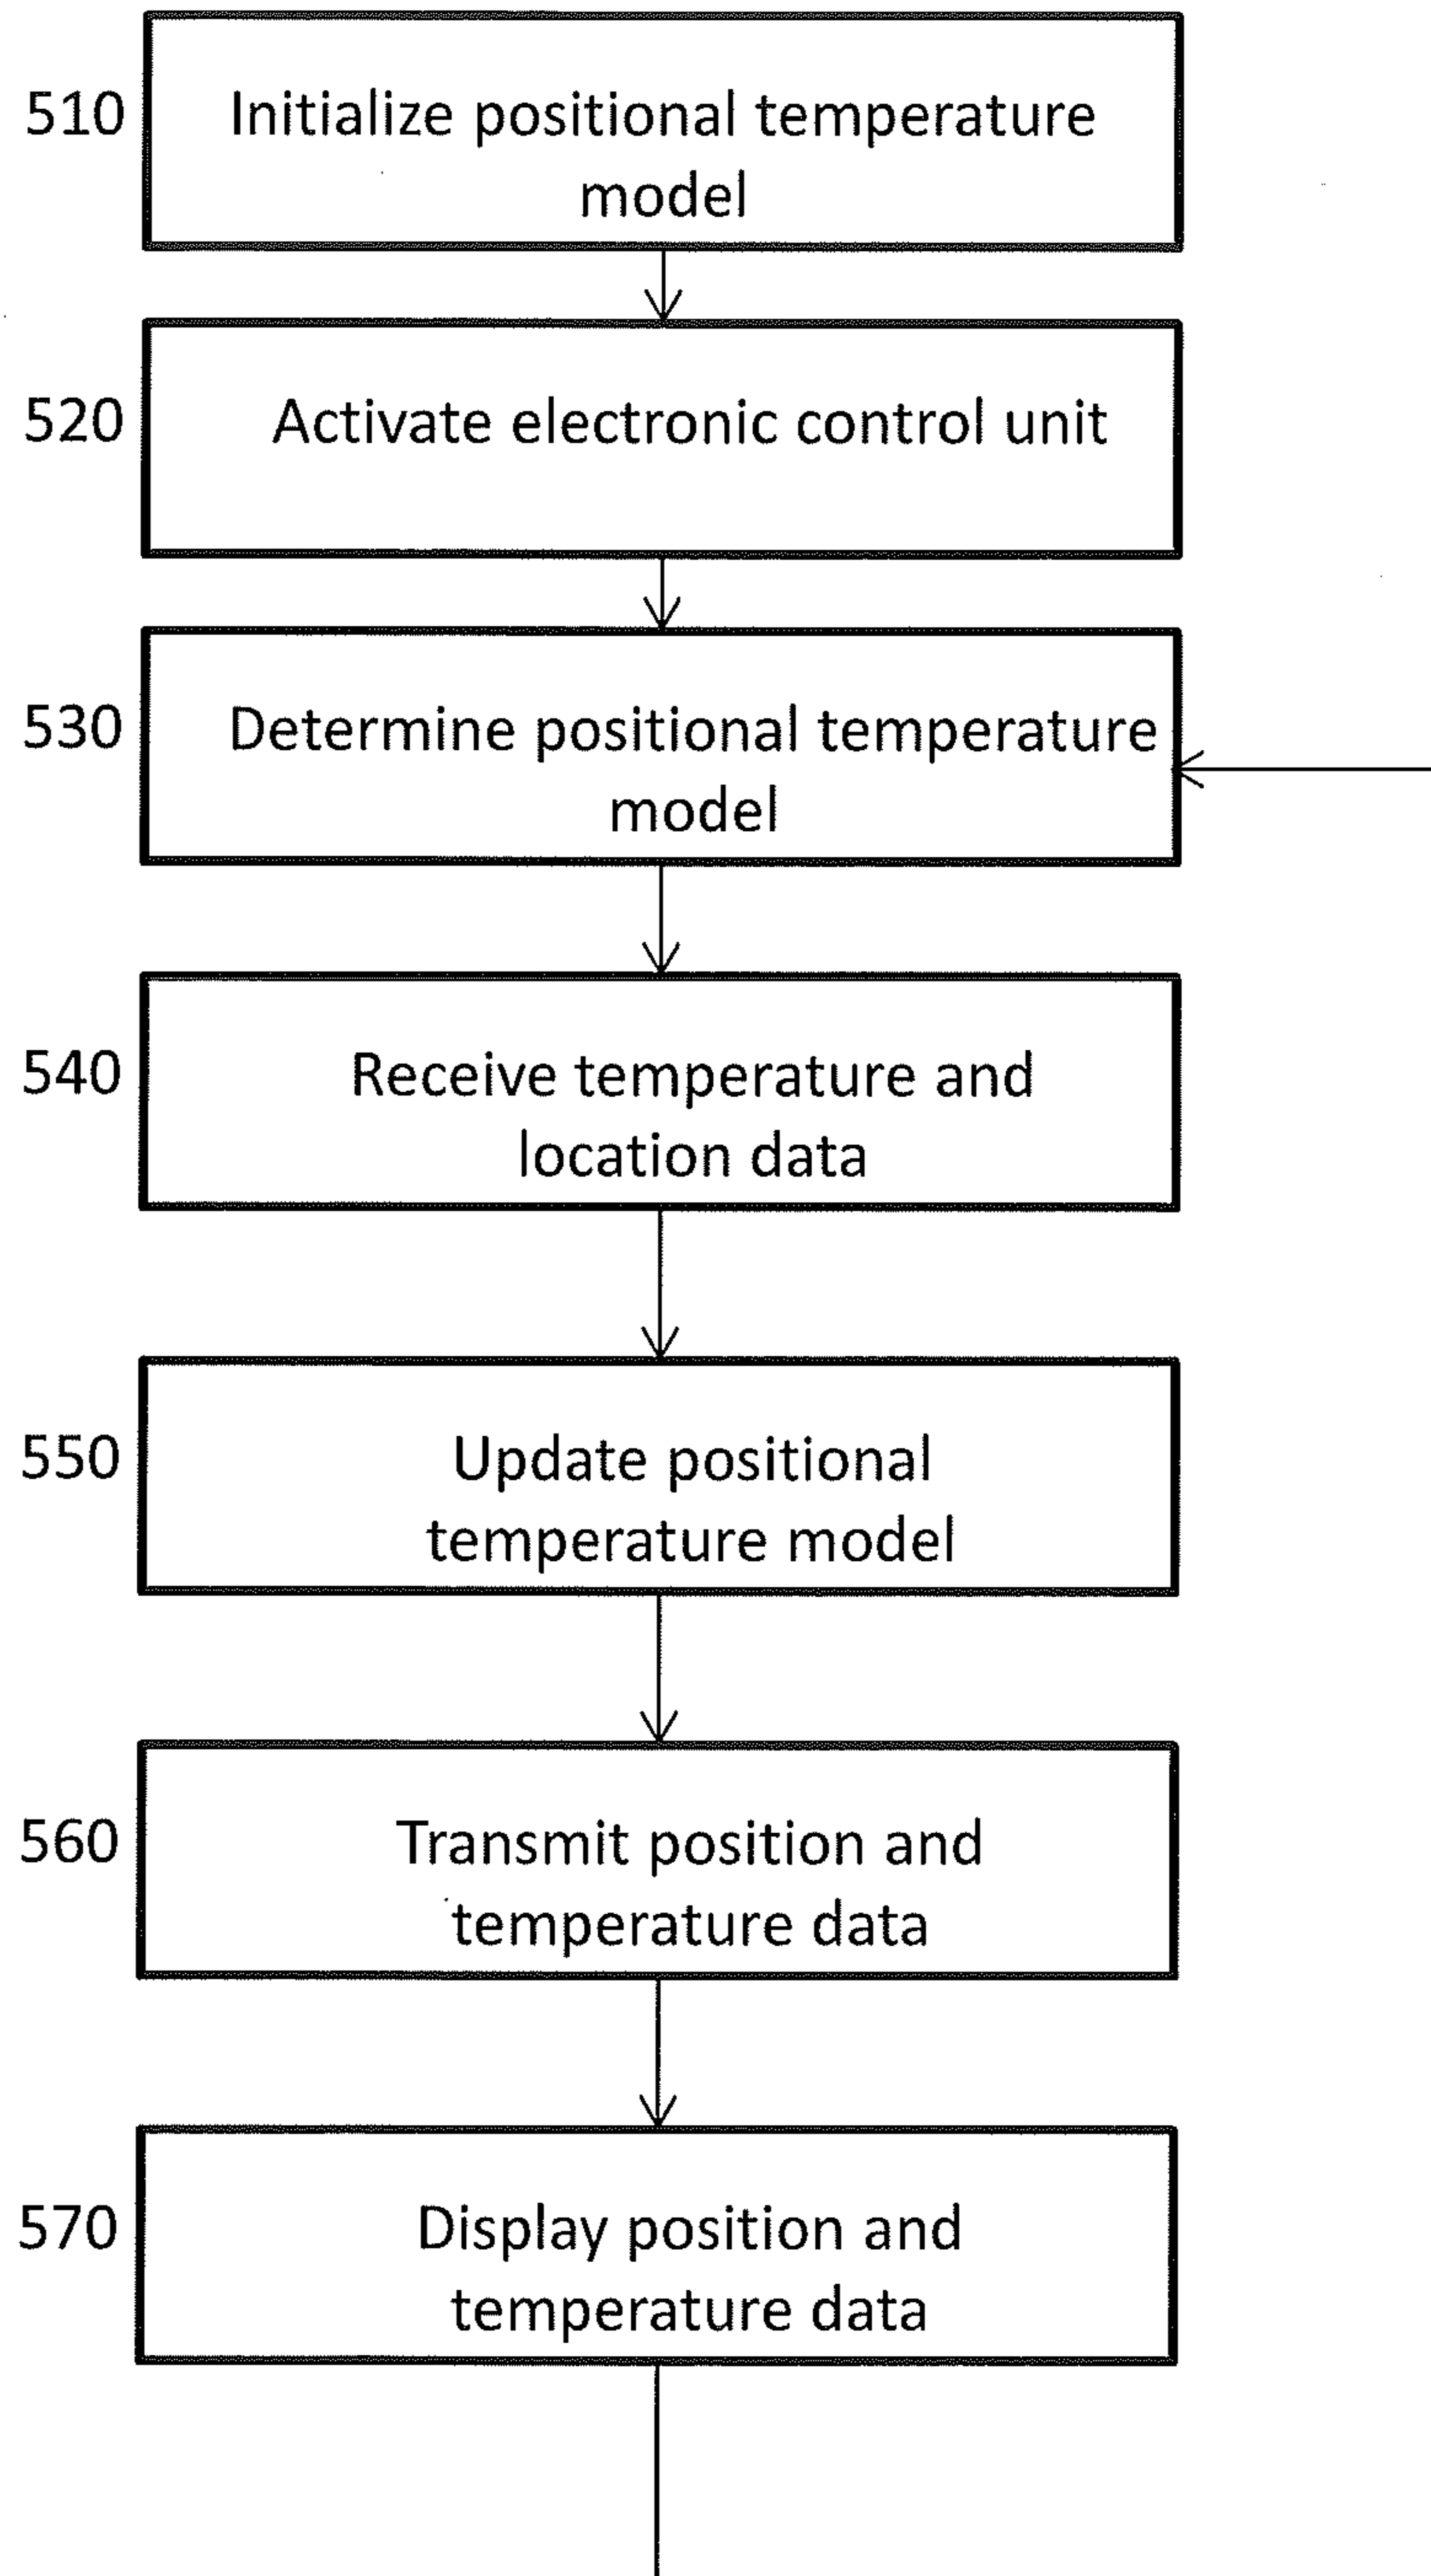 510
Initialize positional temperature
model
520
Activate electronic control unit
530
Determine positional temperature
model
540
Receive temperature and
location data
550
Update positional
temperature model
560
Transmit position and
temperature data
570
Display position and
temperature data